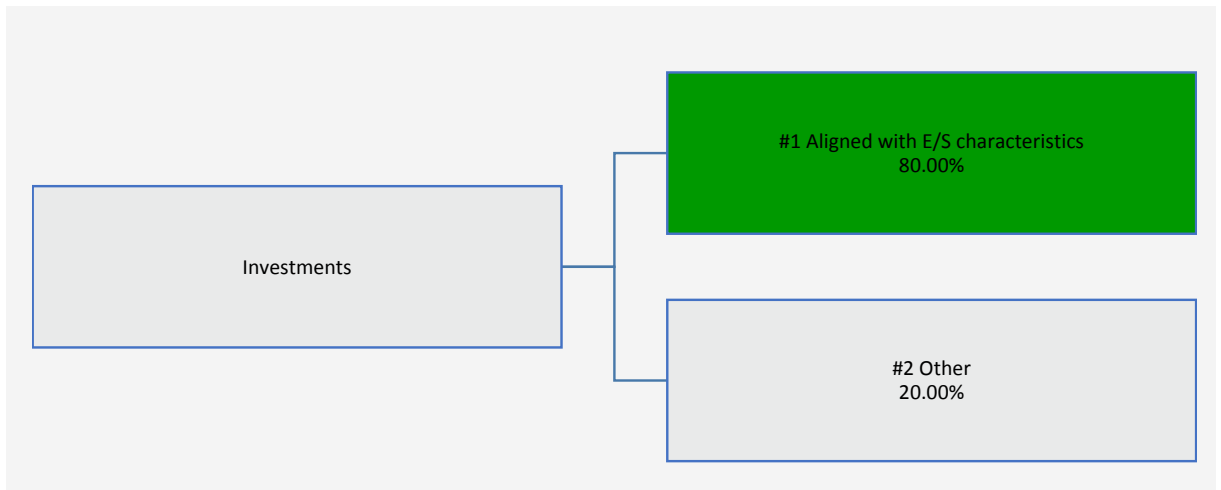 #1 Aligned with E/S characteristics
80.00%
Investments
#2 Other
20.00%